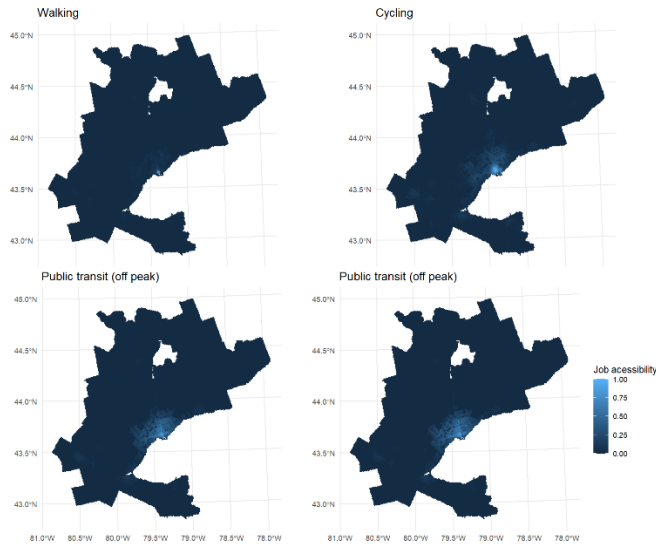 Walking
Cycling
45.0°N
44.5°N
44.0°N
43.5°N
43.0°N
45.0°N
44.5°N
44.0°N
43.5°N
43.0°N
Public transit (off peak)
Public transit (off peak)
45.0°N
44.5°N
44.0°N
43.5°N
43.0°N
45.0°N
44.5°N
44.0°N
43.5°N
43.0°N
Job acessibility
1.00
0.75
0.50
0.25
0.00
81.0°W 80.5°W 80.0°W 79.5°W 79.0°W 78.5°W 78.0°W
81.0°W 80.5°W 80.0°W 79.5°W 79.0°W 78.5°W 78.0°W